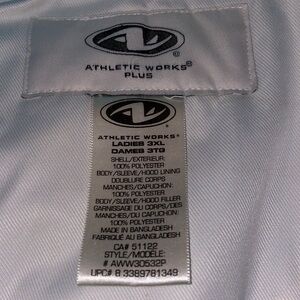 ATHLETIC WORKS®
PLUS
ATHLETIC WORKS®
LADIES 3XL
DAMES 3TG
SHELL/EXTERIEUR:
100% POLYESTER
BODY/SLEEVE/HOOD LINING
DOUBLURE CORPS/
MANCHES/CAPUCHON:
100% POLYESTER
BODY/SLEEVE/HOOD FILLER
GARNISSAGE DU CORPS/DES
MANCHES/DU CAPUCHON:
100% POLYESTER
MADE IN BANGLADESH
FABRIQUÉ AU BANGLADESH
CA# 51122
STYLE/MODÈLE:
# AWW30532P
UPC# 8 3389781349